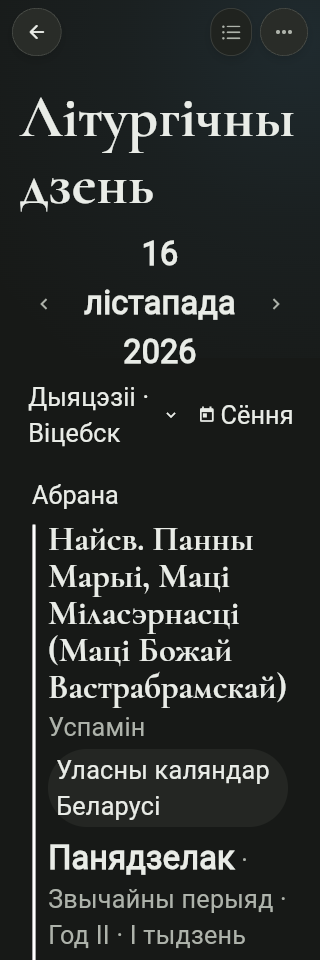 Літургічны
дзень
16
лістапада
2026
Дыяцэзіі ·
Віцебск
Сёння
Абрана
Найсв. Панны
Марыі, Маці
Міласэрнасці
(Маці Божай
Вастрабрамскай)
Успамін
Уласны каляндар
Беларусі
Панядзелак ·
Звычайны перыяд ·
Год II · I тыдзень